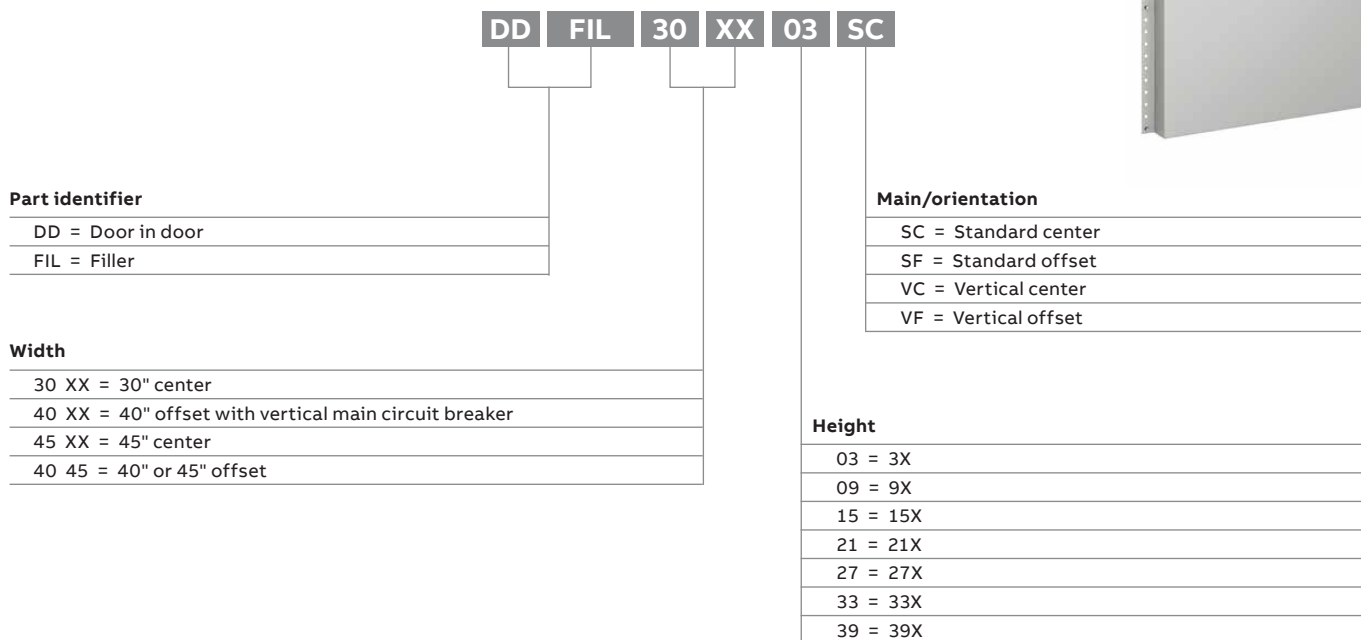 DD FIL 30 XX 03 SC
Part identifier
DD = Door in door
FIL = Filler
Width
30 XX = 30" center
40 XX = 40" offset with vertical main circuit breaker
45 XX = 45" center
40 45 = 40" or 45" offset
Main/orientation
SC = Standard center
SF = Standard offset
VC = Vertical center
VF = Vertical offset
Height
03 = 3X
09 = 9X
15 = 15X
21 = 21X
27 = 27X
33 = 33X
39 = 39X